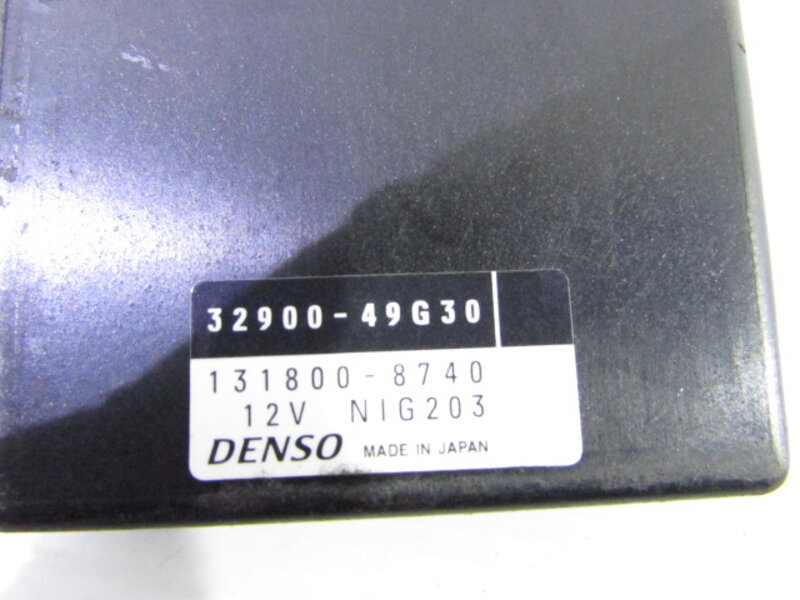 32900-49G30
131800-8740
12V NIG203
DENSO MADE IN JAPAN